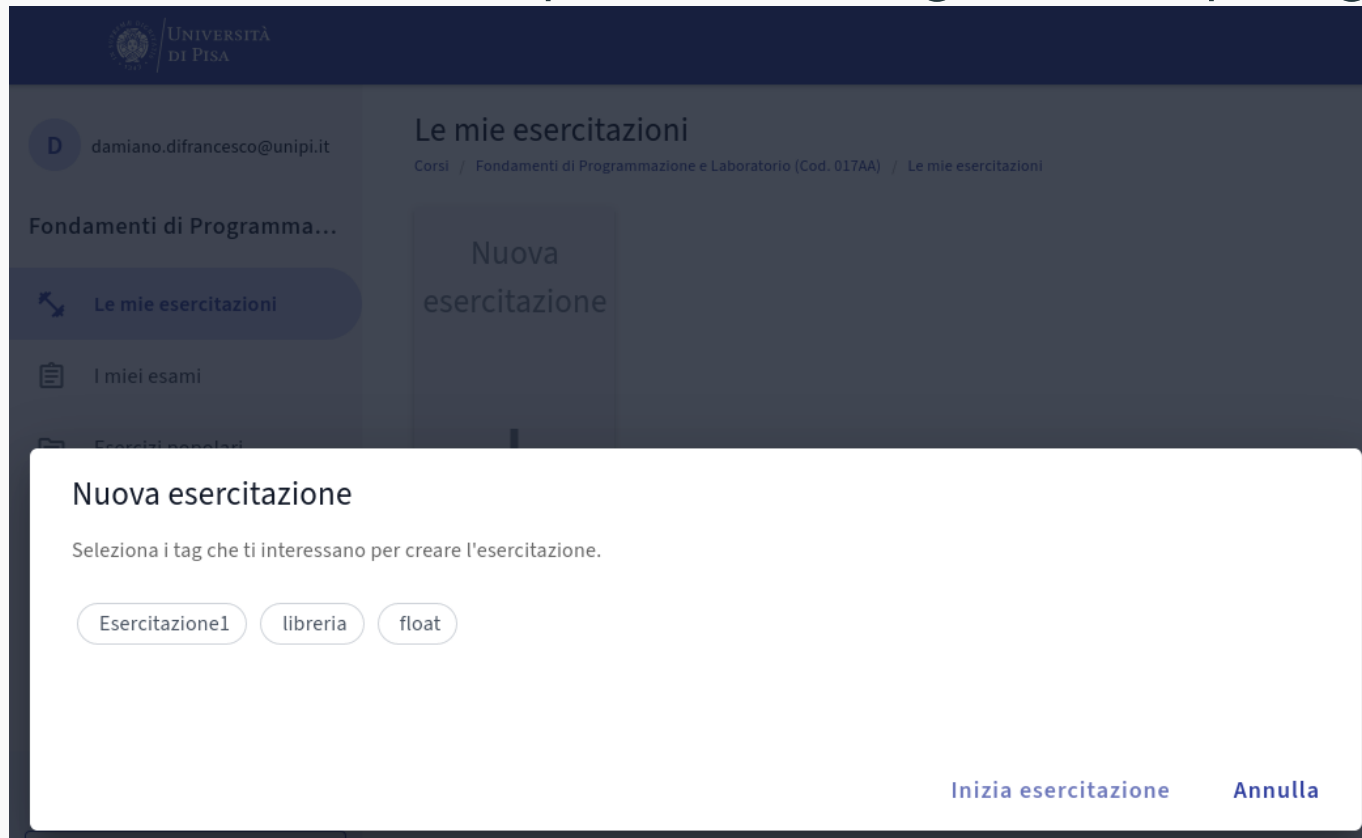 UNIVERSITÀ
DI PISA
D
damiano.difrancesco@unipi.it
Fondamenti di Programma...
Le mie esercitazioni
I miei esami
Esercizi popolari
Le mie esercitazioni
Corsi / Fondamenti di Programmazione e Laboratorio (Cod. 017AA) / Le mie esercitazioni
Nuova
esercitazione
Nuova esercitazione
Seleziona i tag che ti interessano per creare l'esercitazione.
Esercitazione1 libreria float
Inizia esercitazione Annulla